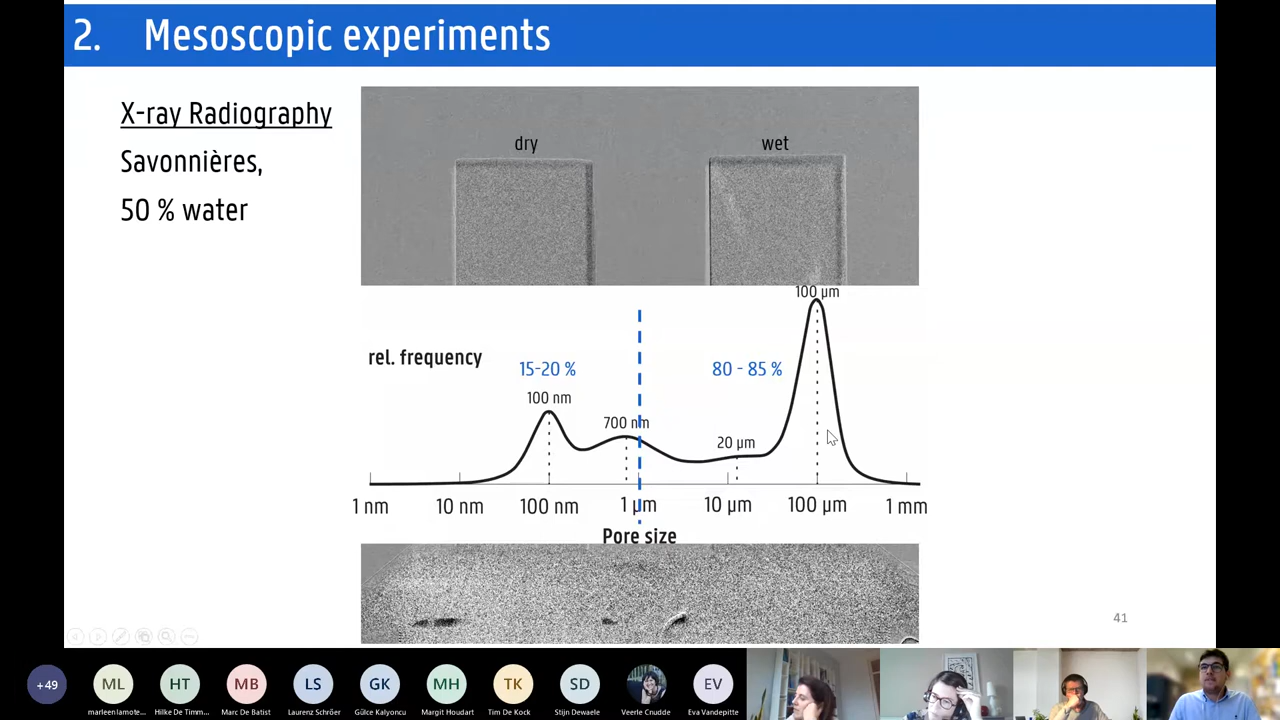 2. Mesoscopic experiments
X-ray Radiography
Savonnières,
50 % water
dry
wet
100 µm
rel. frequency
15-20 %
80 - 85 %
100 nm
700 nm
20 µm
1 nm
10 nm
100 nm
1 µm
10 µm
100 µm
1 mm
Pore size
41
+49
ML
HT
MB
LS
GK
MH
TK
SD
EV
marleen lamote...
Hilke De Timm...
Marc De Batist
Laurenz Schröer
Gülce Kalyoncu
Margit Houdart
Tim De Kock
Stijn Dewaele
Veerle Cnudde
Eva Vandepitte